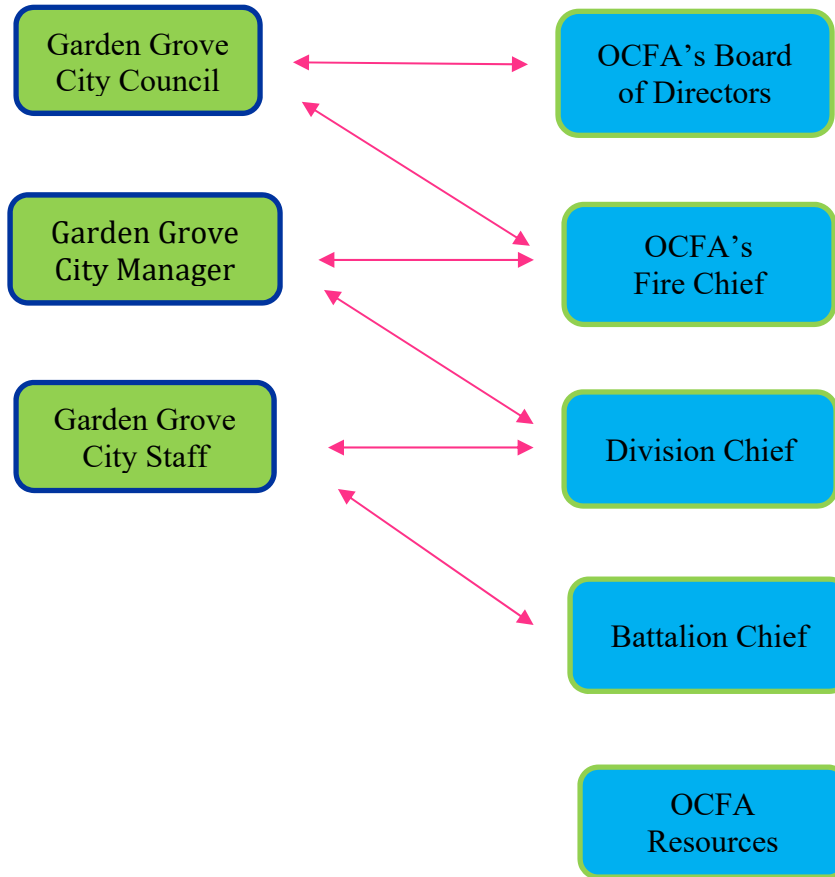 Garden Grove
City Council
OCFA’s Board
of Directors
Garden Grove
City Manager
OCFA’s
Fire Chief
Garden Grove
City Staff
Division Chief
Battalion Chief
OCFA
Resources